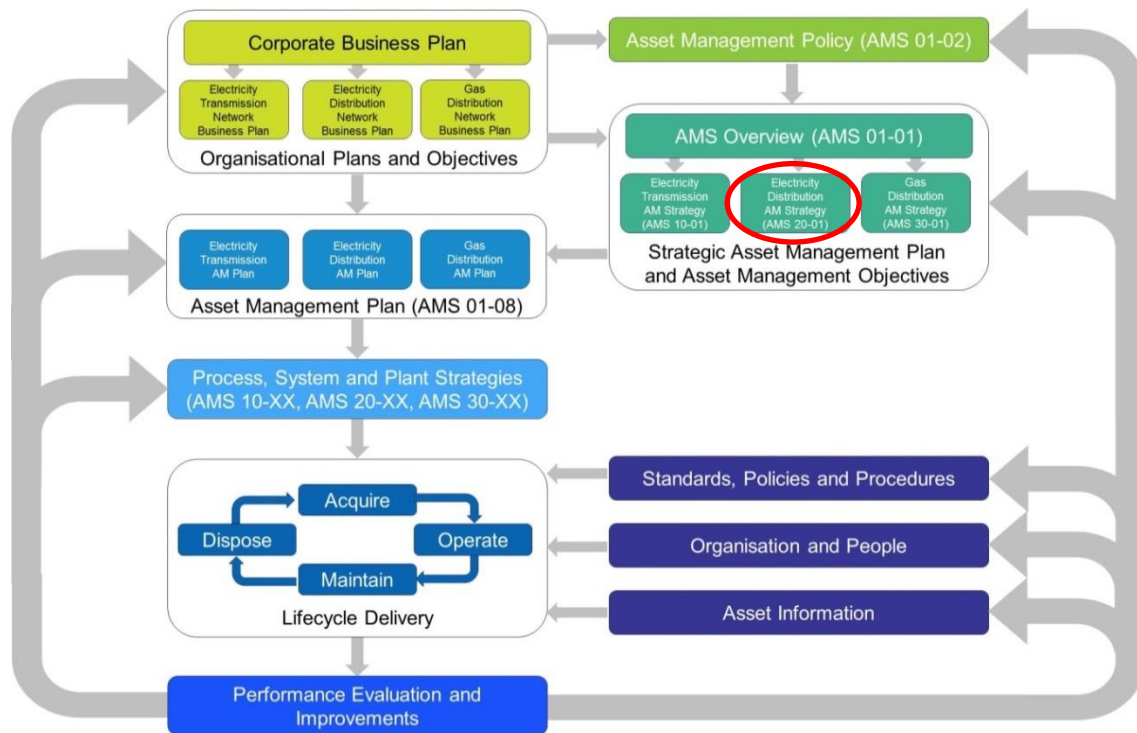 Corporate Business Plan
Electricity
Transmission
Network
Business Plan
Electricity
Distribution
Network
Business Plan
Gas
Distribution
Network
Business Plan
Organisational Plans and Objectives
Asset Management Policy (AMS 01-02)
AMS Overview (AMS 01-01)
Electricity
Transmission
AM Strategy
(AMS 10-01)
Electricity
Distribution
AM Strategy
(AMS 20-01)
Gas
Distribution
AM Strategy
(AMS 30-01)
Strategic Asset Management Plan
and Asset Management Objectives
Electricity
Transmission
AM Plan
Electricity
Distribution
AM Plan
Gas
Distribution
AM Plan
Asset Management Plan (AMS 01-08)
Process, System and Plant Strategies
(AMS 10-XX, AMS 20-XX, AMS 30-XX)
Acquire
Dispose
Operate
Maintain
Lifecycle Delivery
Standards, Policies and Procedures
Organisation and People
Asset Information
Performance Evaluation and
Improvements